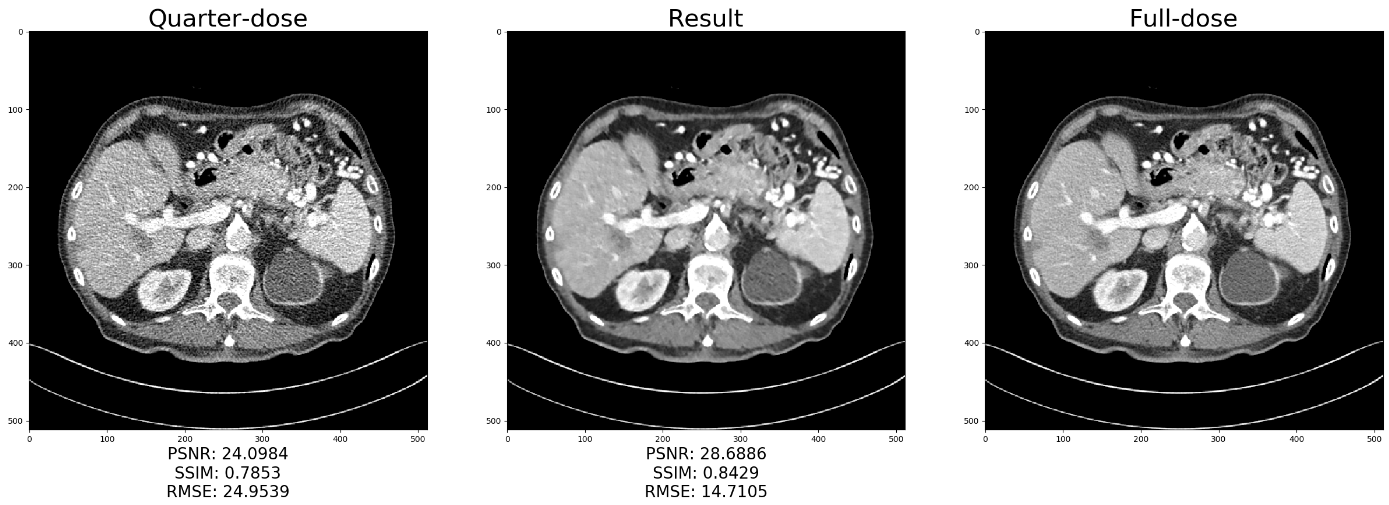 Quarter-dose
Result
Full-dose
0
100
200
300
400
500
0 100 200 300 400 500
0
100
200
300
400
500
0 100 200 300 400 500
0
100
200
300
400
500
0 100 200 300 400 500
PSNR: 24.0984
SSIM: 0.7853
RMSE: 24.9539
PSNR: 28.6886
SSIM: 0.8429
RMSE: 14.7105